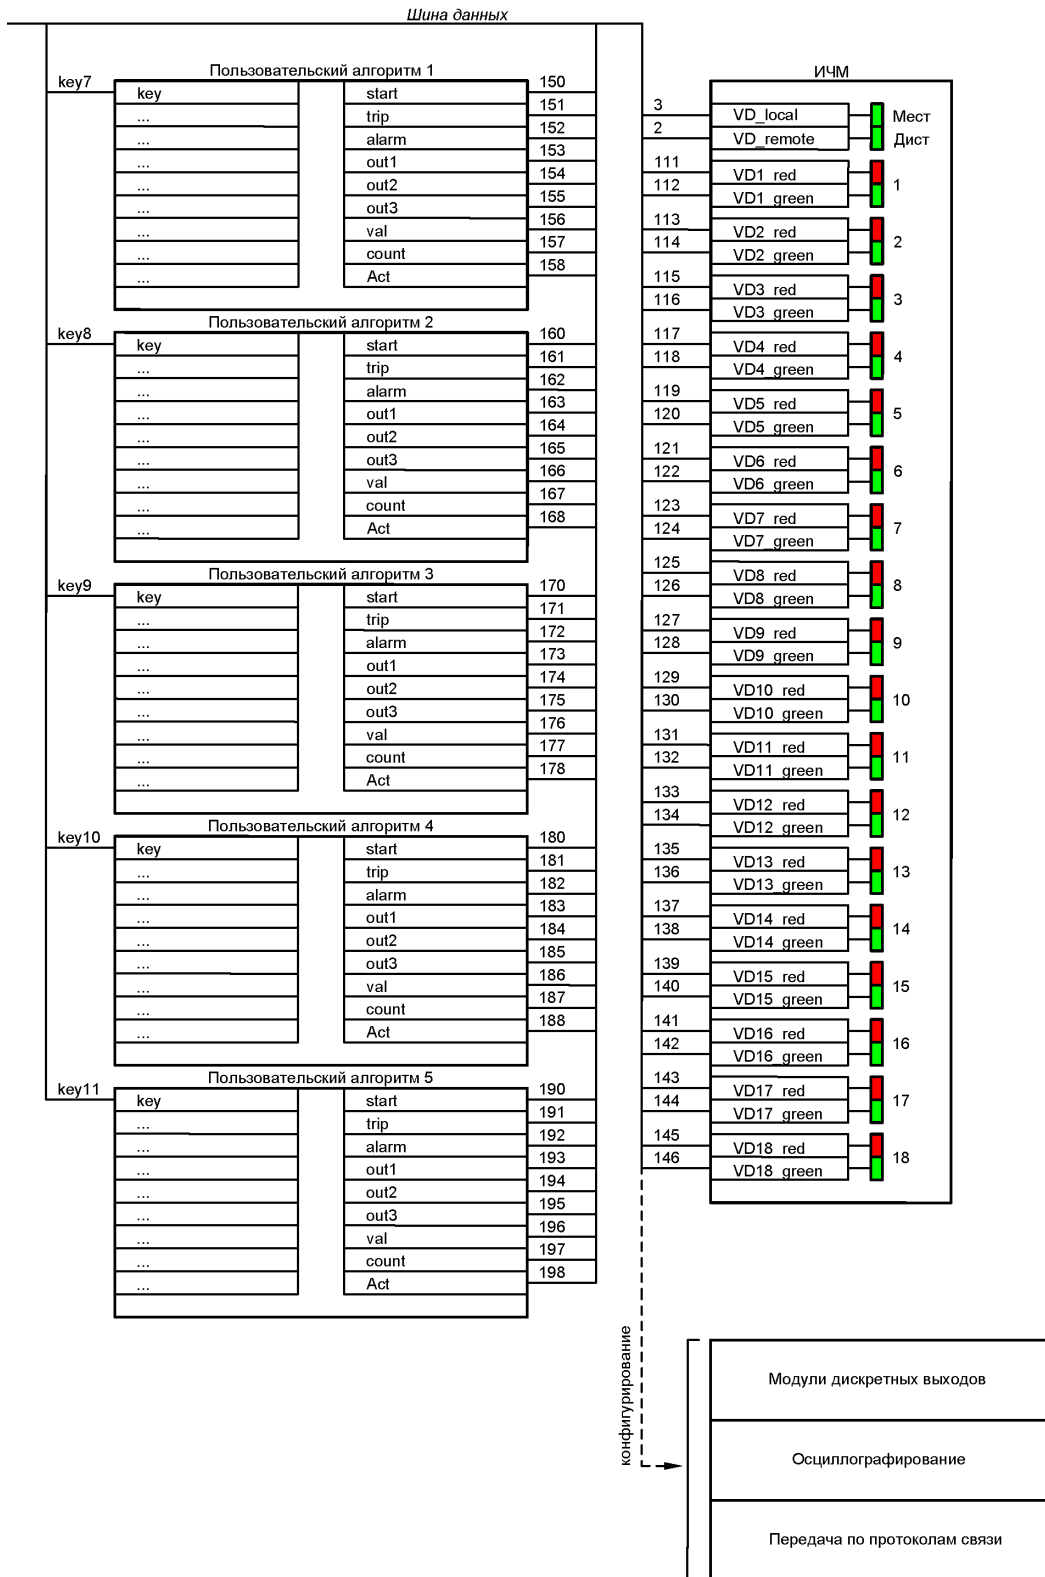 Шина данных
Пользовательский алгоритм 1
key7
key
...
...
...
...
...
...
...
...
start
trip
alarm
out1
out2
out3
val
count
Act
150
151
152
153
154
155
156
157
158
Пользовательский алгоритм 2
key8
key
...
...
...
...
...
...
...
...
start
trip
alarm
out1
out2
out3
val
count
Act
160
161
162
163
164
165
166
167
168
Пользовательский алгоритм 3
key9
key
...
...
...
...
...
...
...
...
start
trip
alarm
out1
out2
out3
val
count
Act
170
171
172
173
174
175
176
177
178
Пользовательский алгоритм 4
key10
key
...
...
...
...
...
...
...
...
start
trip
alarm
out1
out2
out3
val
count
Act
180
181
182
183
184
185
186
187
188
Пользовательский алгоритм 5
key11
key
...
...
...
...
...
...
...
...
start
trip
alarm
out1
out2
out3
val
count
Act
190
191
192
193
194
195
196
197
198
ИЧМ
3 VD_local Мест
2 VD_remote Дист
111 VD1_red
112 VD1_green
1
113 VD2_red
114 VD2_green
2
115 VD3_red
116 VD3_green
3
117 VD4_red
118 VD4_green
4
119 VD5_red
120 VD5_green
5
121 VD6_red
122 VD6_green
6
123 VD7_red
124 VD7_green
7
125 VD8_red
126 VD8_green
8
127 VD9_red
128 VD9_green
9
129 VD10_red
130 VD10_green
10
131 VD11_red
132 VD11_green
11
133 VD12_red
134 VD12_green
12
135 VD13_red
136 VD13_green
13
137 VD14_red
138 VD14_green
14
139 VD15_red
140 VD15_green
15
141 VD16_red
142 VD16_green
16
143 VD17_red
144 VD17_green
17
145 VD18_red
146 VD18_green
18
конфигурирование
Модули дискретных выходов
Осциллографирование
Передача по протоколам связи